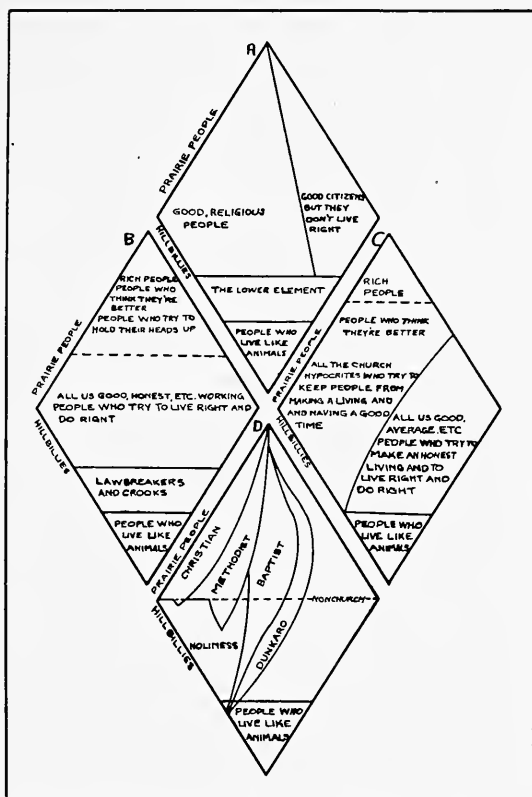 A
PRAIRIE PEOPLE
HILLBILLIES
GOOD, RELIGIOUS
PEOPLE
GOOD CITIZENS
BUT THEY
DON'T LIVE
RIGHT
THE LOWER ELEMENT
PEOPLE WHO
LIVE LIKE
ANIMALS
B
PRAIRIE PEOPLE
HILLBILLIES
RICH PEOPLE
PEOPLE WHO
THINK THEY'RE
BETTER
PEOPLE WHO TRY TO
HOLD THEIR HEADS UP
ALL US GOOD, HONEST, ETC. WORKING
PEOPLE WHO TRY TO LIVE RIGHT AND
DO RIGHT
LAWBREAKERS
AND CROOKS
PEOPLE WHO
LIVE LIKE
ANIMALS
C
PRAIRIE PEOPLE
HILLBILLIES
RICH
PEOPLE
PEOPLE WHO THINK
THEY'RE BETTER
ALL THE CHURCH
HYPOCRITES WHO TRY TO
KEEP PEOPLE FROM
MAKING A LIVING AND
AND HAVING A GOOD
TIME
ALL US GOOD,
AVERAGE, ETC
PEOPLE WHO TRY TO
MAKE AN HONEST
LIVING AND TO
LIVE RIGHT AND
DO RIGHT
PEOPLE WHO
LIVE LIKE
ANIMALS
D
PRAIRIE PEOPLE
HILLBILLIES
CHRISTIAN
METHODIST
BAPTIST
NONCHURCH
HOLINESS
DUNKARD
PEOPLE WHO
LIVE LIKE
ANIMALS